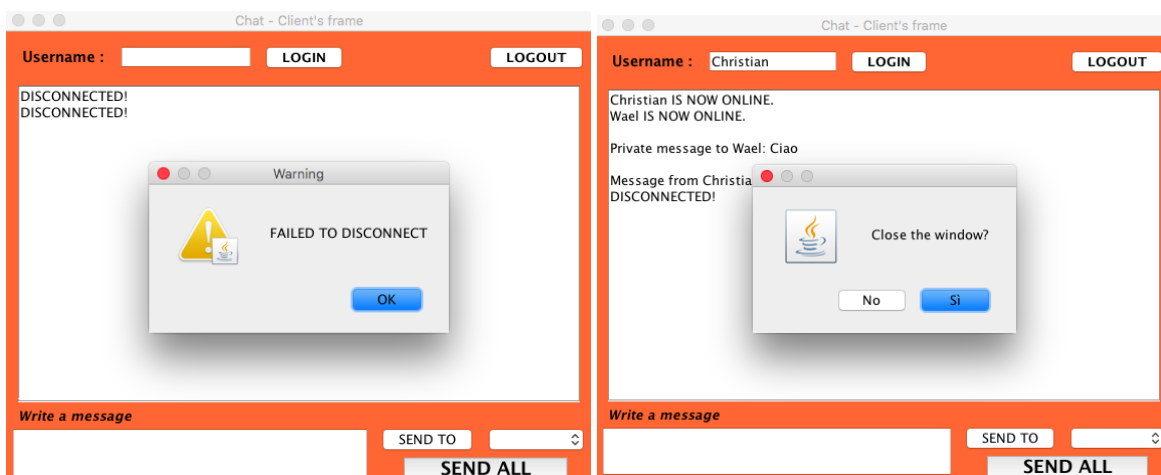 Chat - Client's frame
Username :
LOGIN
LOGOUT
DISCONNECTED!
DISCONNECTED!
Warning
FAILED TO DISCONNECT
OK
Write a message
SEND TO
SEND ALL
Chat - Client's frame
Username : Christian
LOGIN
LOGOUT
Christian IS NOW ONLINE.
Wael IS NOW ONLINE.
Private message to Wael: Ciao
Message from
DISCONNECTED!
Close the window?
No
Sì
Write a message
SEND TO
SEND ALL